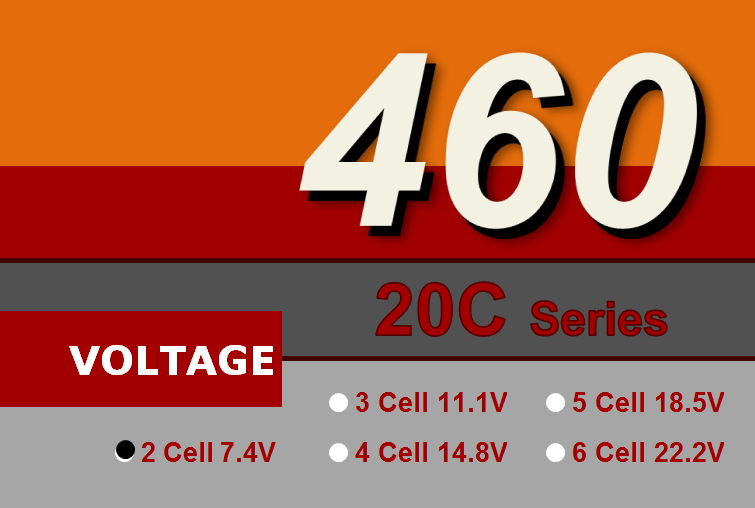 460
20C Series
VOLTAGE
3 Cell 11.1V 5 Cell 18.5V
2 Cell 7.4V 4 Cell 14.8V 6 Cell 22.2V